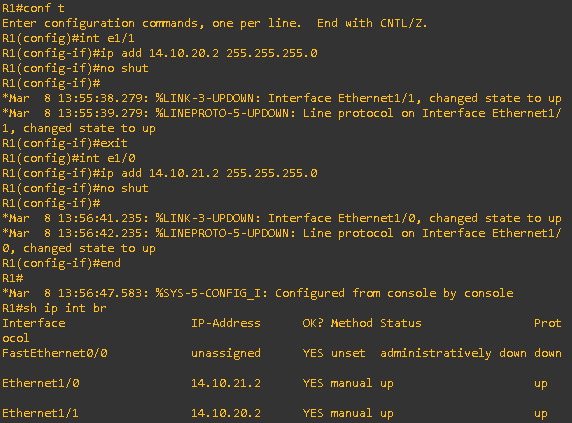 R1#conf t
Enter configuration commands, one per line.  End with CNTL/Z.
R1(config)#int e1/1
R1(config-if)#ip add 14.10.20.2 255.255.255.0
R1(config-if)#no shut
R1(config-if)#
*Mar  8 13:55:38.279: %LINK-3-UPDOWN: Interface Ethernet1/1, changed state to up
*Mar  8 13:55:39.279: %LINEPROTO-5-UPDOWN: Line protocol on Interface Ethernet1/
1, changed state to up
R1(config-if)#exit
R1(config)#int e1/0
R1(config-if)#ip add 14.10.21.2 255.255.255.0
R1(config-if)#no shut
R1(config-if)#
*Mar  8 13:56:41.235: %LINK-3-UPDOWN: Interface Ethernet1/0, changed state to up
*Mar  8 13:56:42.235: %LINEPROTO-5-UPDOWN: Line protocol on Interface Ethernet1/
0, changed state to up
R1(config-if)#end
R1#
*Mar  8 13:56:47.583: %SYS-5-CONFIG_I: Configured from console by console
R1#sh ip int br
Interface                  IP-Address      OK? Method Status                Prot
ocol
FastEthernet0/0            unassigned      YES unset  administratively down down
Ethernet1/0                14.10.21.2      YES manual up                    up
Ethernet1/1                14.10.20.2      YES manual up                    up